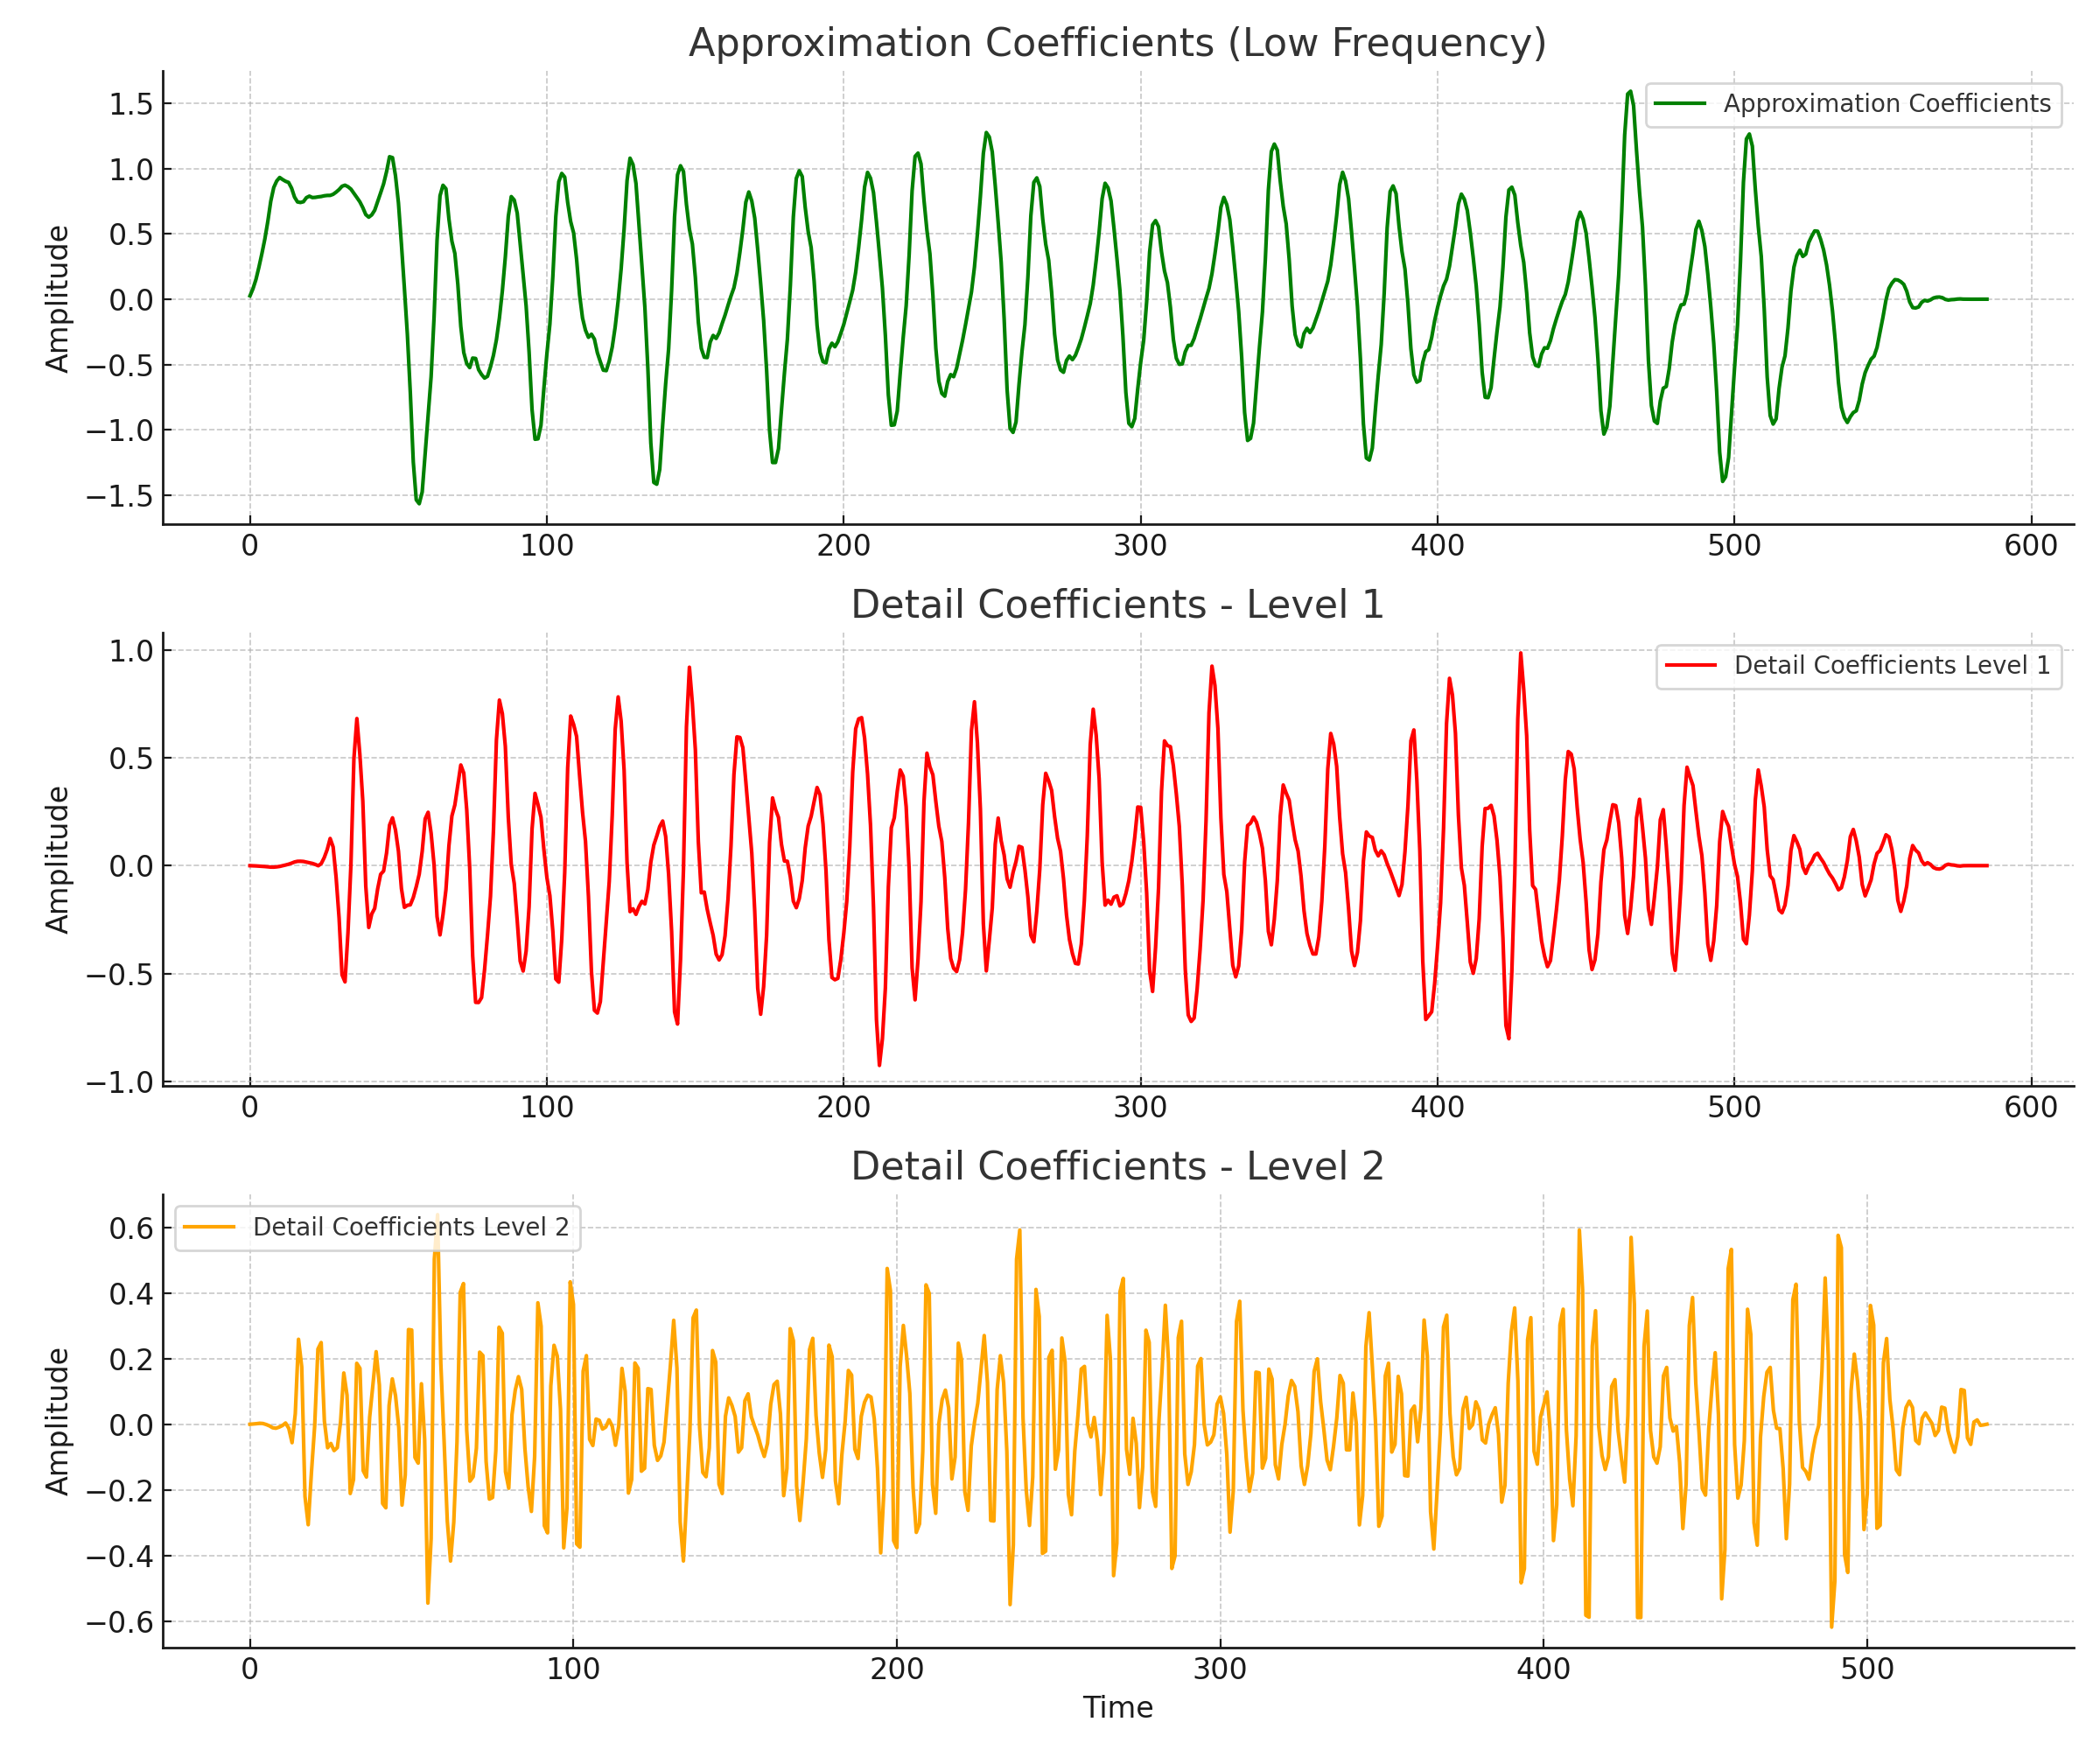 Approximation Coefficients (Low Frequency)
Approximation Coefficients
Amplitude
1.5
1.0
0.5
0.0
−0.5
−1.0
−1.5
0 100 200 300 400 500 600
Detail Coefficients - Level 1
Detail Coefficients Level 1
Amplitude
1.0
0.5
0.0
−0.5
−1.0
0 100 200 300 400 500 600
Detail Coefficients - Level 2
Detail Coefficients Level 2
Amplitude
0.6
0.4
0.2
0.0
−0.2
−0.4
−0.6
0 100 200 300 400 500
Time